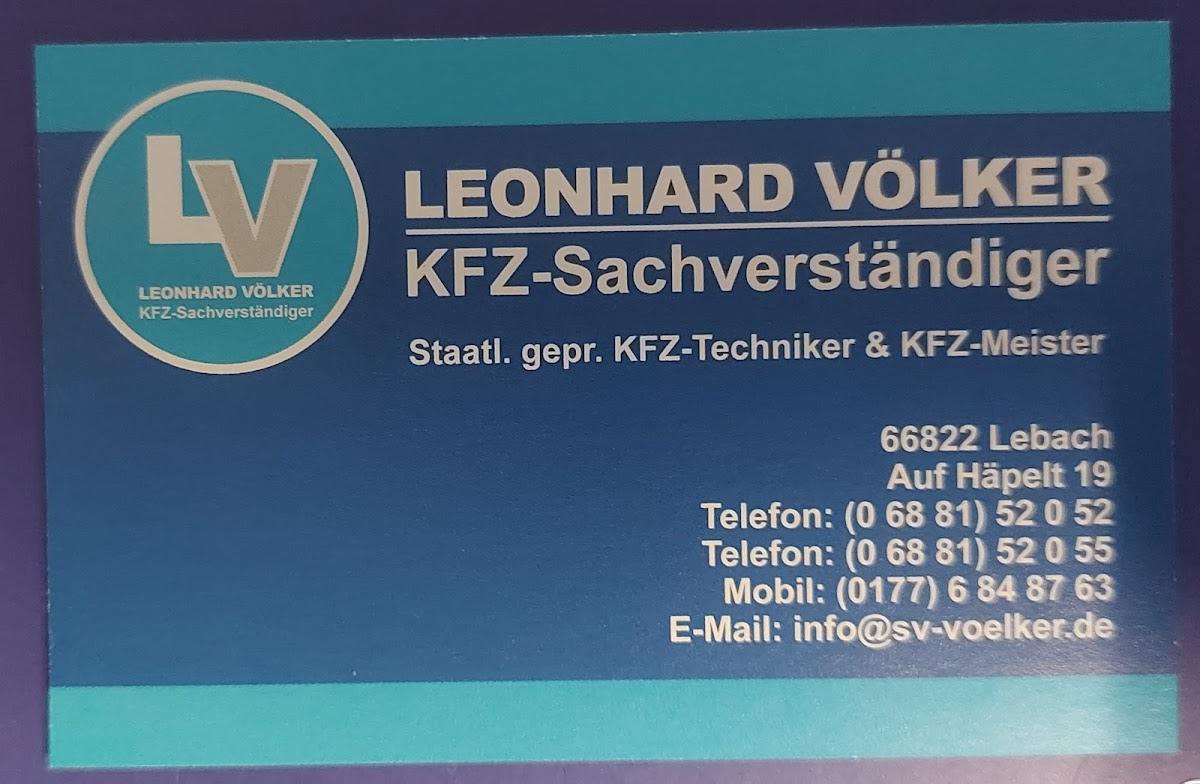 LV
LEONHARD VÖLKER
KFZ-Sachverständiger
LEONHARD VÖLKER
KFZ-Sachverständiger
Staatl. gepr. KFZ-Techniker & KFZ-Meister
66822 Lebach
Auf Häpelt 19
Telefon: (0 68 81) 52 0 52
Telefon: (0 68 81) 52 0 55
Mobil: (0177) 6 84 87 63
E-Mail: info@sv-voelker.de